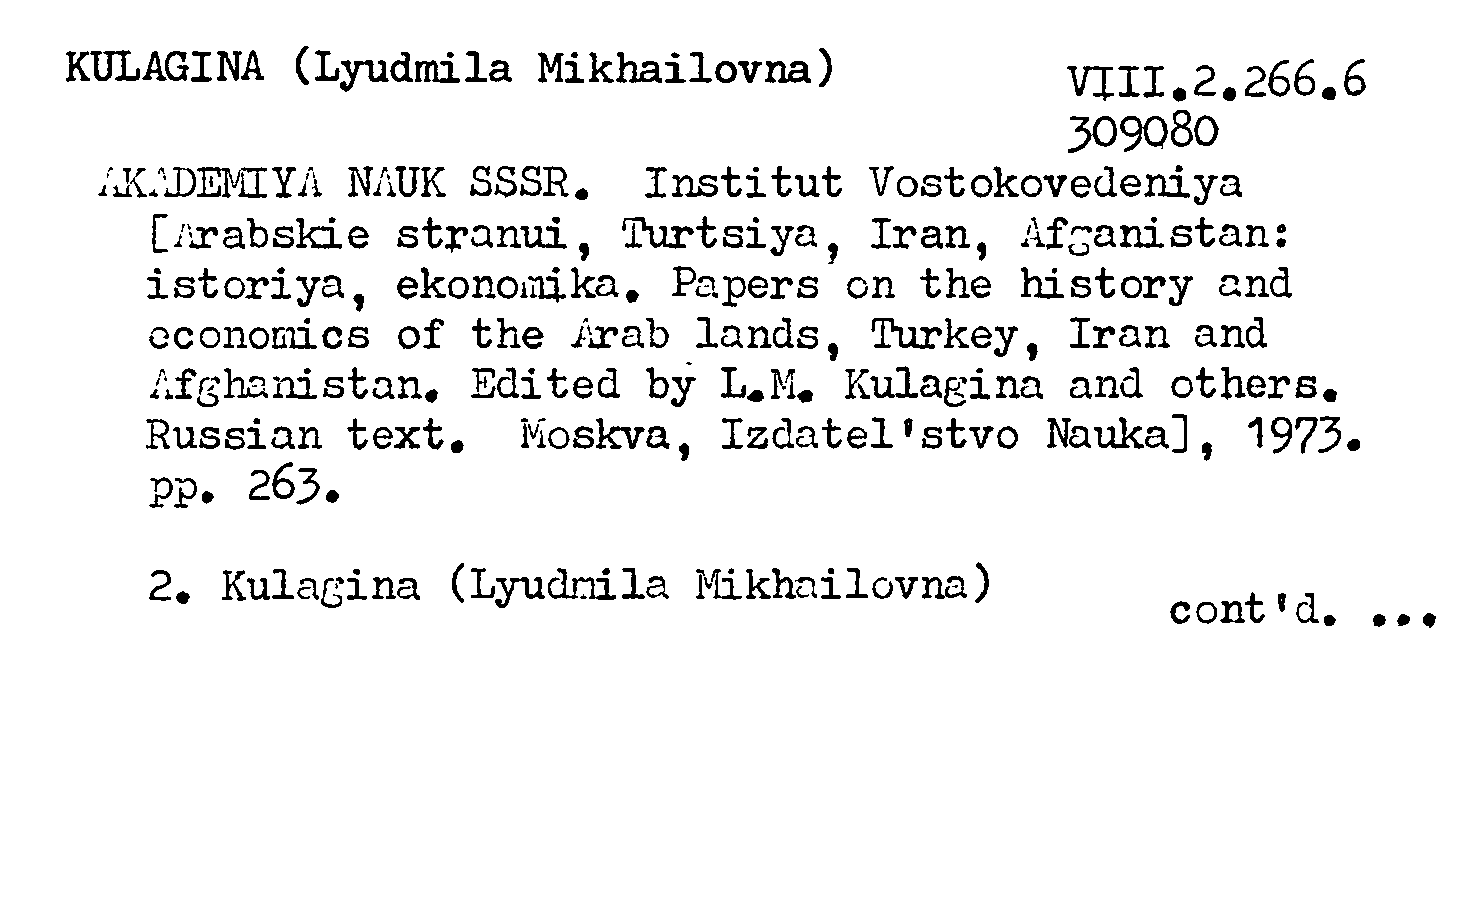 KULAGINA (Lyudmila Mikhailovna)
VIII.2.266.6
309080
AKADEMIYA NAUK SSSR. Institut Vostokovedeniya
[Arabskie stranui, Turtsiya, Iran, Afganistan:
istoriya, ekonomika. Papers on the history and
economics of the Arab lands, Turkey, Iran and
Afghanistan. Edited by L.M. Kulagina and others.
Russian text. Moskva, Izdatel'stvo Nauka], 1973.
pp. 263.
2. Kulagina (Lyudmila Mikhailovna)
cont'd. ...